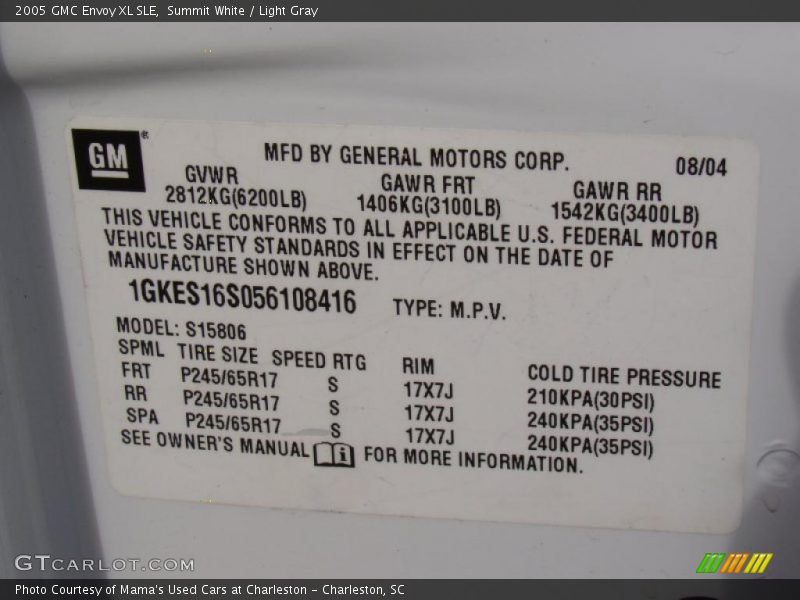 2005 GMC Envoy XL SLE,  Summit White / Light Gray
GM ®
MFD BY GENERAL MOTORS CORP.
08/04
GVWR
GAWR FRT
GAWR RR
2812KG(6200LB)
1406KG(3100LB)
1542KG(3400LB)
THIS VEHICLE CONFORMS TO ALL APPLICABLE U.S. FEDERAL MOTOR
VEHICLE SAFETY STANDARDS IN EFFECT ON THE DATE OF
MANUFACTURE SHOWN ABOVE.
1GKES16S056108416 TYPE: M.P.V.
MODEL: S15806
SPML TIRE SIZE SPEED RTG RIM COLD TIRE PRESSURE
FRT P245/65R17 S 17X7J 210KPA(30PSI)
RR P245/65R17 S 17X7J 240KPA(35PSI)
SPA P245/65R17 S 17X7J 240KPA(35PSI)
SEE OWNER'S MANUAL i FOR MORE INFORMATION.
GTCARLOT.COM
Photo Courtesy of Mama's Used Cars at Charleston - Charleston, SC